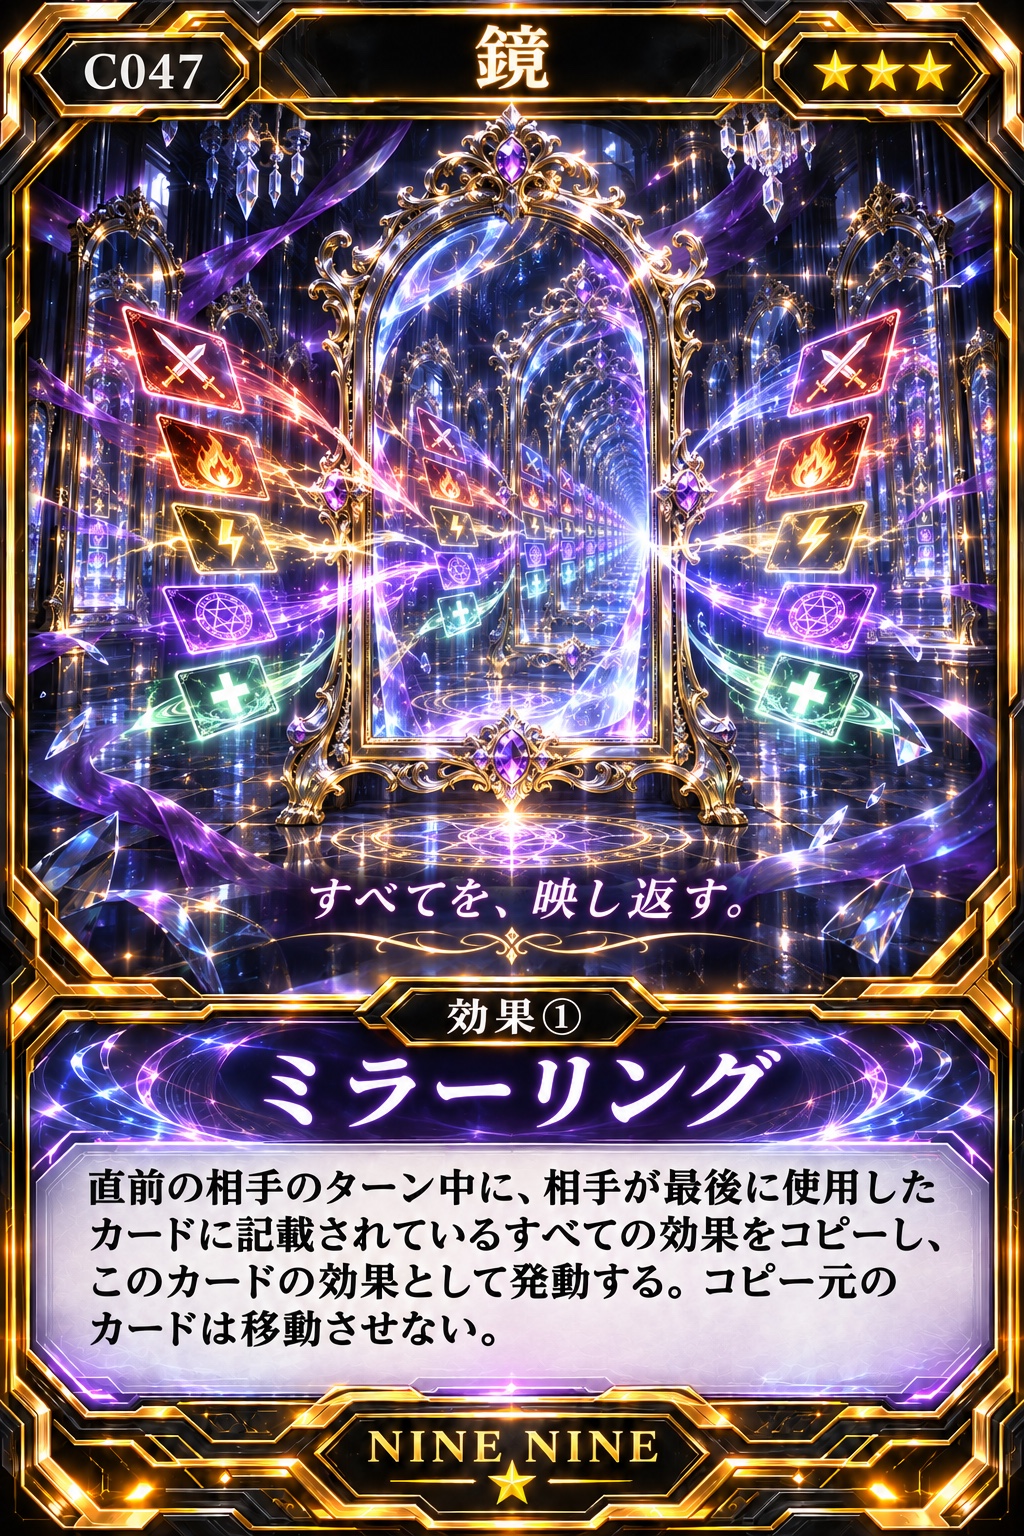 C047
鏡
★★★
すべてを、映し返す。
効果①
ミラーリング
直前の相手のターン中に、相手が最後に使用した
カードに記載されているすべての効果をコピーし、
このカードの効果として発動する。コピー元の
カードは移動させない。
NINE NINE